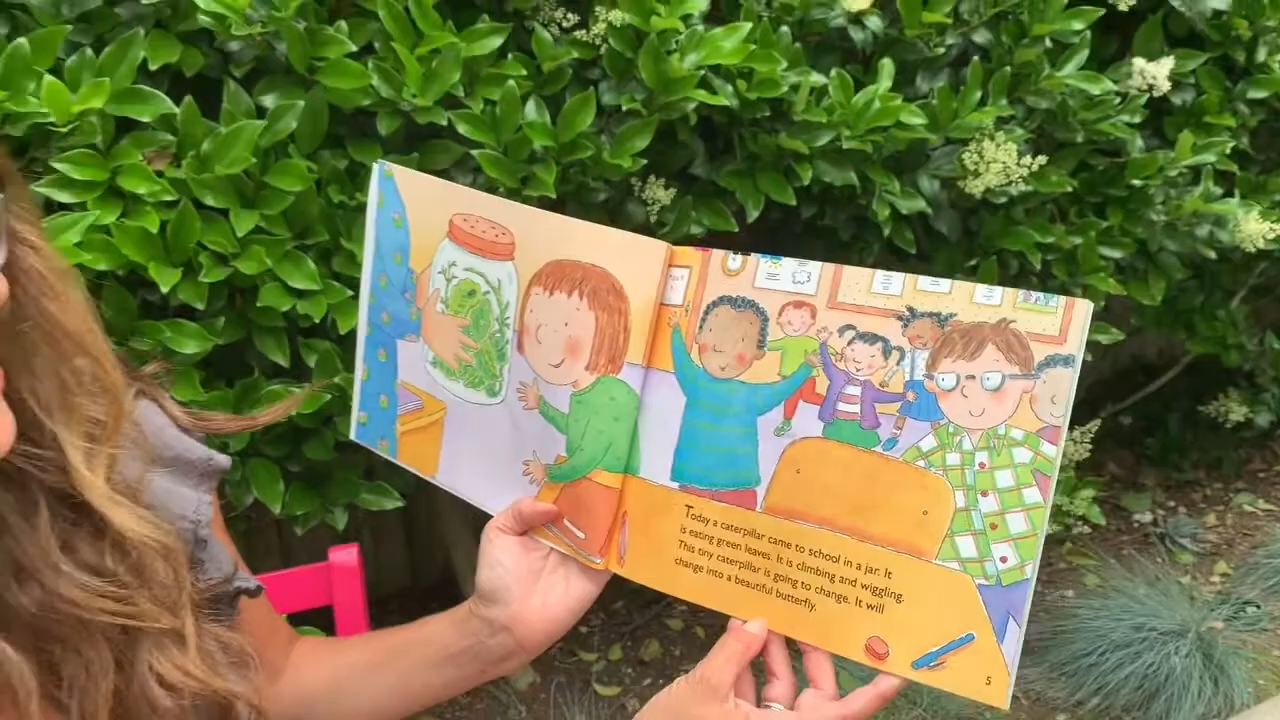 Today a caterpillar came to school in a jar. It
is eating green leaves. It is climbing and wiggling.
This tiny caterpillar is going to change. It will
change into a beautiful butterfly.
5